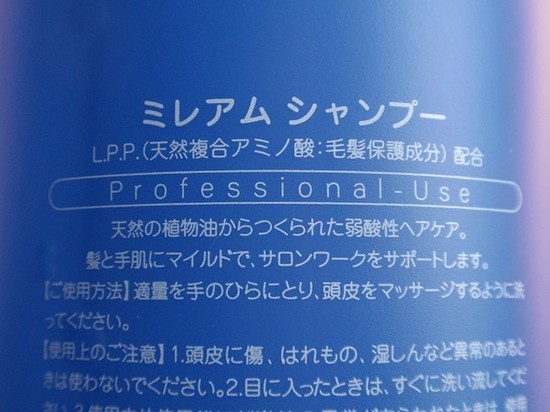 ミレアム シャンプー
L.P.P.(天然複合アミノ酸:毛髪保護成分)配合
Professional-Use
天然の植物油からつくられた弱酸性ヘアケア。
髪と手肌にマイルドで、サロンワークをサポートします。
【ご使用方法】適量を手のひらにとり、頭皮をマッサージするように洗
ってください。
【使用上のご注意】1.頭皮に傷、はれもの、湿しんなど異常のあると
きは使わないでください。2.目に入ったときは、すぐに洗い流してくだ